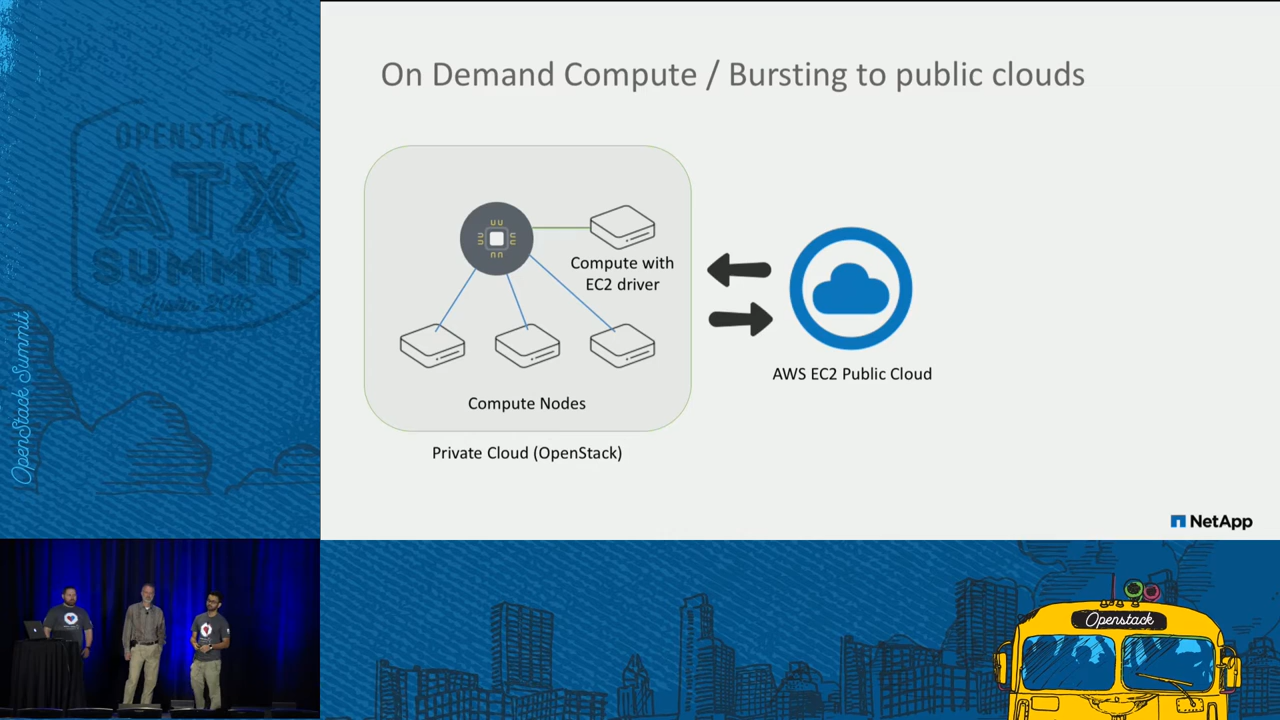 On Demand Compute / Bursting to public clouds
OPENSTACK
ATX
SUMMIT
Compute with
EC2 driver
Compute Nodes
Private Cloud (OpenStack)
AWS EC2 Public Cloud
NetApp
OpenStack Summit
Openstack